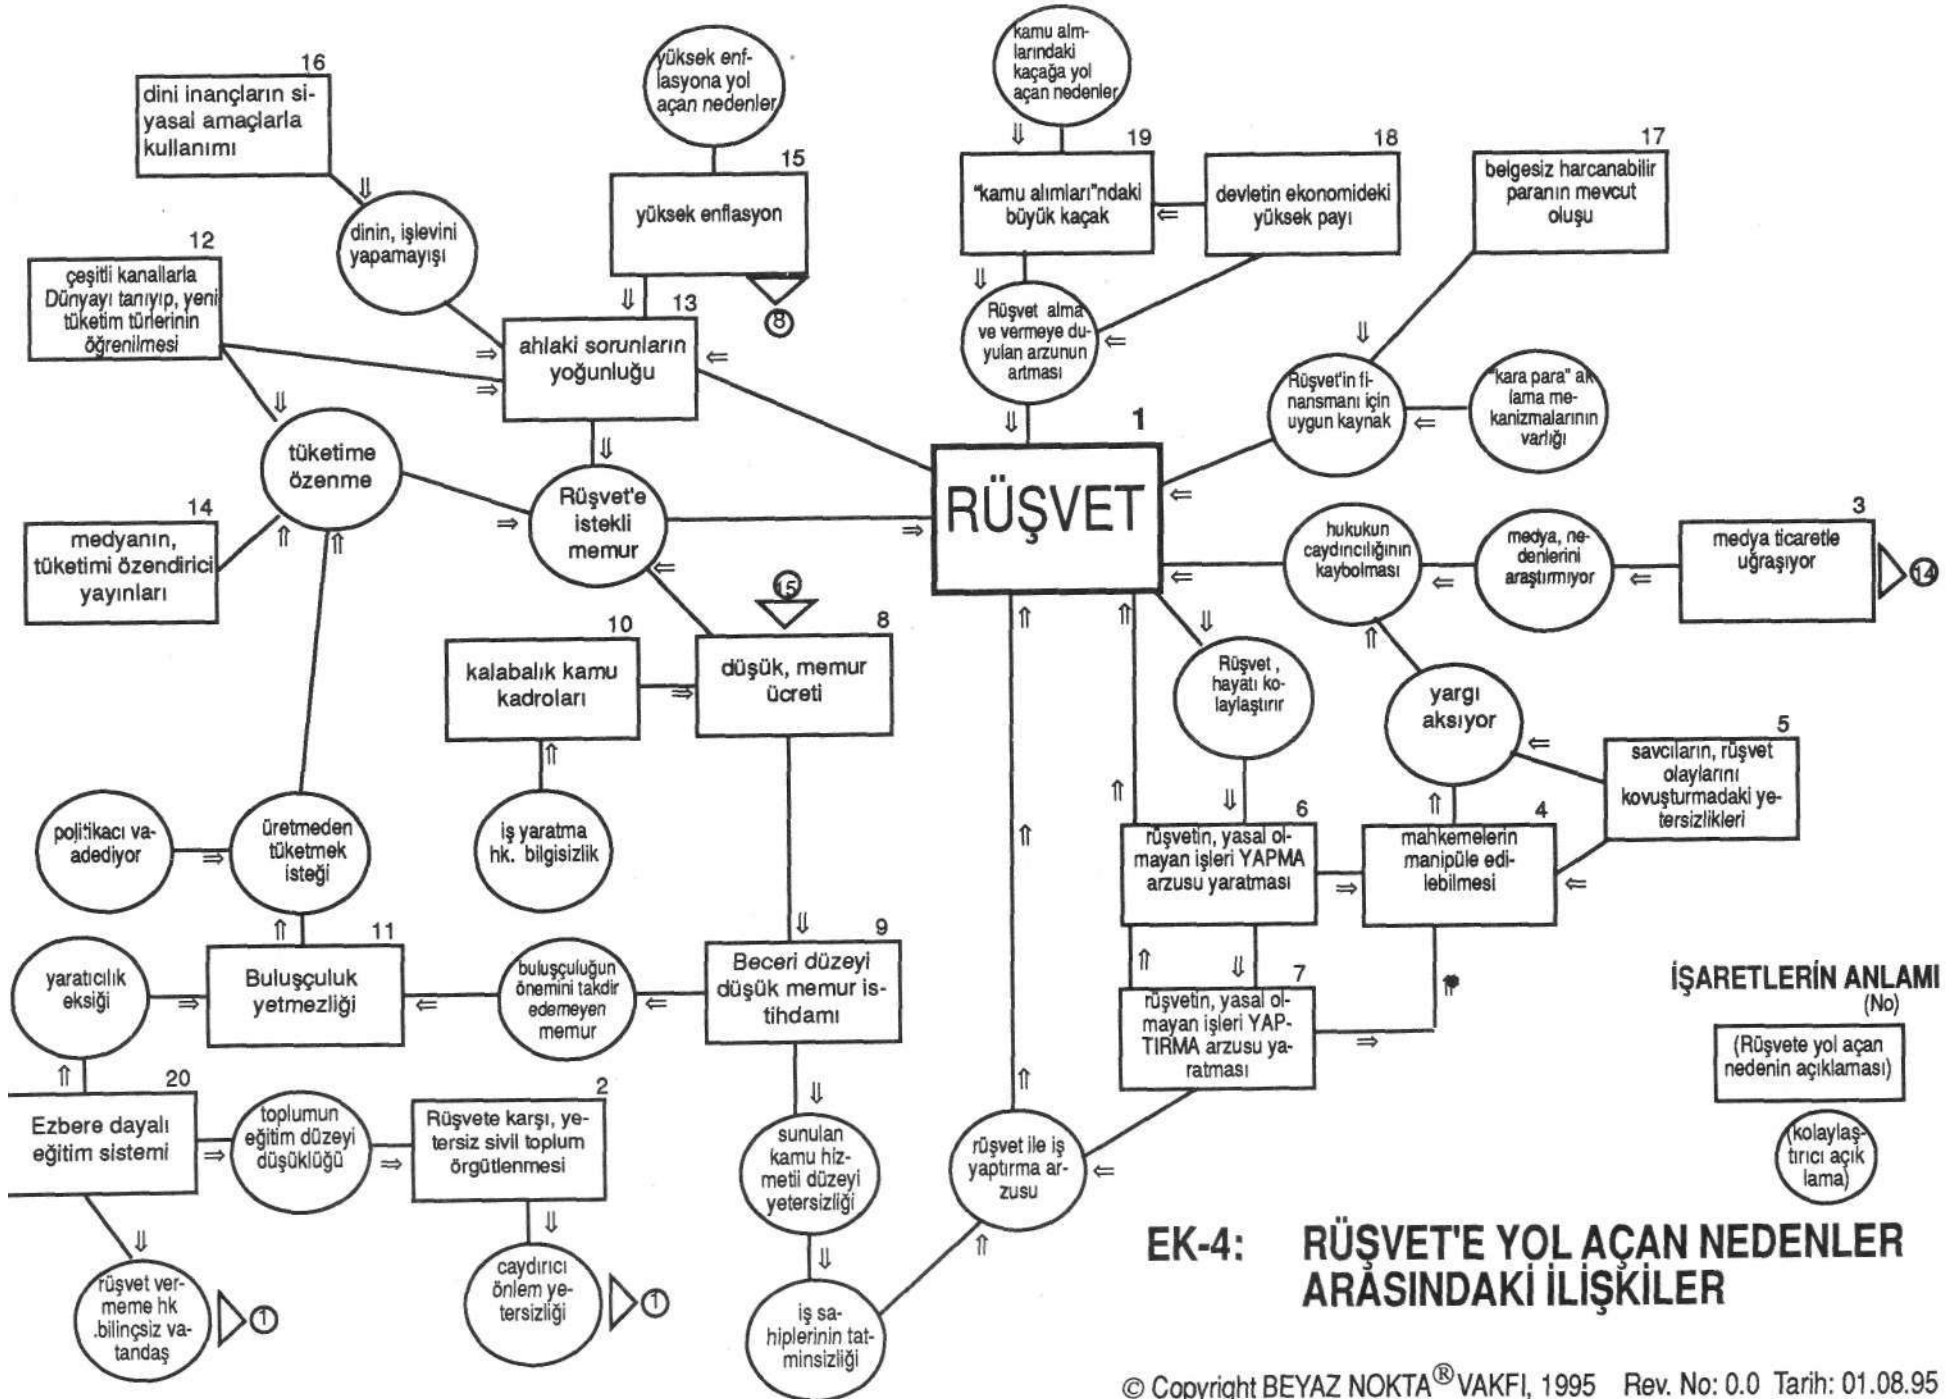 16
dini inançların si-
yasal amaçlarla
kullanımı
yüksek enf-
lasyona yol
açan nedenler
kamu alm-
larındaki
kaçağa yol
açan nedenler
15
yüksek enflasyon
8
19
"kamu alımları"ndaki
büyük kaçak
18
devletin ekonomideki
yüksek payı
17
belgesiz harcanabilir
paranın mevcut
oluşu
dinin, işlevini
yapamayışı
12
çeşitli kanallarla
Dünyayı tanıyıp, yeni
tüketim türlerinin
öğrenilmesi
13
ahlaki sorunların
yoğunluğu
Rüşvet alma
ve vermeye du-
yulan arzunun
artması
Rüşvet'in fi-
nansmanı için
uygun kaynak
"kara para" ak
lama me-
kanizmalarının
varlığı
tüketime
özenme
14
medyanın,
tüketimi özendirici
yayınları
Rüşvet'e
istekli
memur
1
RÜŞVET
hukukun
caydırıcılığının
kaybolması
medya, ne-
denlerini
araştırmıyor
3
medya ticaretle
uğraşıyor
14
15
10
kalabalık kamu
kadroları
8
düşük, memur
ücreti
Rüşvet ,
hayatı ko-
laylaştırır
yargı
aksıyor
5
savcıların, rüşvet
olaylarını
kovuşturmadaki ye-
tersizlikleri
politikacı va-
adediyor
üretmeden
tüketmek
isteği
iş yaratma
hk. bilgisizlik
6
rüşvetin, yasal ol-
mayan işleri YAPMA
arzusu yaratması
4
mahkemelerin
manipüle edi-
lebilmesi
yaratıcılık
eksiği
11
Buluşçuluk
yetmezliği
buluşçuluğun
önemini takdir
edemeyen
memur
9
Beceri düzeyi
düşük memur is-
tihdamı
7
rüşvetin, yasal ol-
mayan işleri YAP-
TIRMA arzusu ya-
ratması
20
Ezbere dayalı
eğitim sistemi
toplumun
eğitim düzeyi
düşüklüğü
2
Rüşvete karşı, ye-
tersiz sivil toplum
örgütlenmesi
sunulan
kamu hiz-
metii düzeyi
yetersizliği
rüşvet ile iş
yaptırma ar-
zusu
rüşvet ver-
meme hk
.bilinçsiz va-
tandaş
1
caydırıcı
önlem ye-
tersizliği
1
iş sa-
hiplerinin tat-
minsizliği
İŞARETLERİN ANLAMI
(No)
(Rüşvete yol açan
nedenin açıklaması)
(kolaylaş-
tırıcı açık
lama)
EK-4: RÜŞVET'E YOL AÇAN NEDENLER
ARASINDAKİ İLİŞKİLER
© Copyright BEYAZ NOKTA® VAKFI, 1995 Rev. No: 0.0 Tarih: 01.08.95